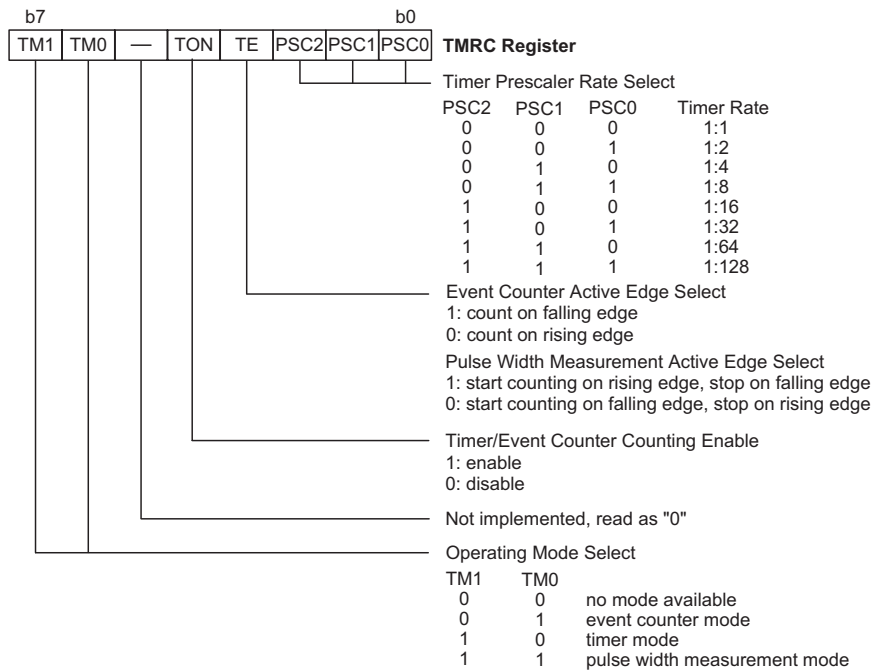 b7 b0
TM1 TM0 — TON TE PSC2 PSC1 PSC0 TMRC Register
Timer Prescaler Rate Select
PSC2 PSC1 PSC0 Timer Rate
0 0 0 1:1
0 0 1 1:2
0 1 0 1:4
0 1 1 1:8
1 0 0 1:16
1 0 1 1:32
1 1 0 1:64
1 1 1 1:128
Event Counter Active Edge Select
1: count on falling edge
0: count on rising edge
Pulse Width Measurement Active Edge Select
1: start counting on rising edge, stop on falling edge
0: start counting on falling edge, stop on rising edge
Timer/Event Counter Counting Enable
1: enable
0: disable
Not implemented, read as "0"
Operating Mode Select
TM1 TM0
0 0 no mode available
0 1 event counter mode
1 0 timer mode
1 1 pulse width measurement mode